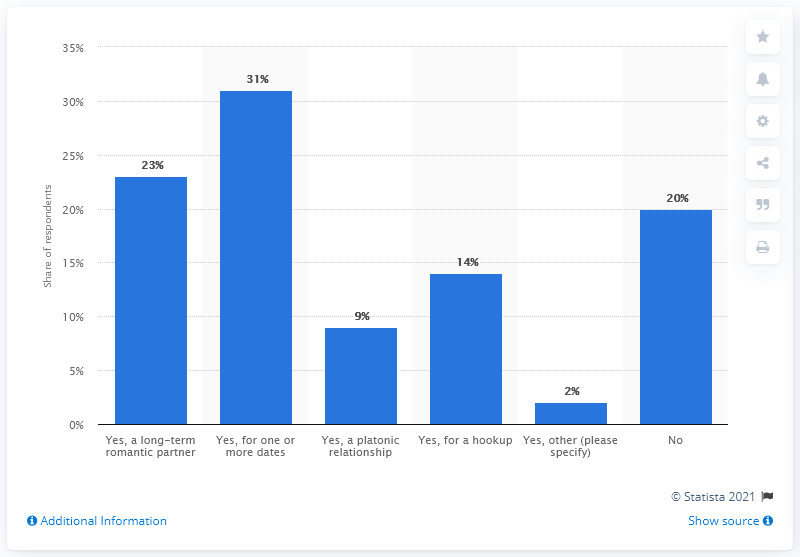 35%
30%
25%
20%
15%
10%
5%
0%
Share of respondents
23%
31%
9%
14%
2%
20%
Yes, a long-term
romantic partner
Yes, for one or
more dates
Yes, a platonic
relationship
Yes, for a hookup
Yes, other (please
specify)
No
© Statista 2021
Additional Information
Show source